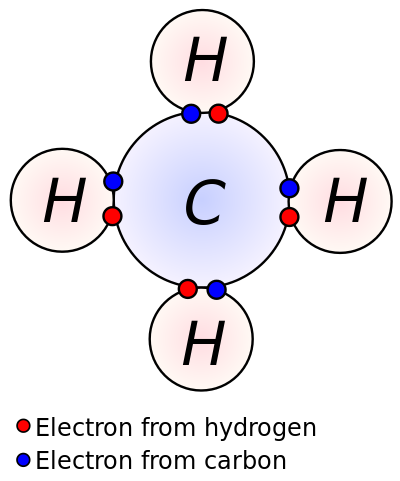 H
H C H
H
Electron from hydrogen
Electron from carbon